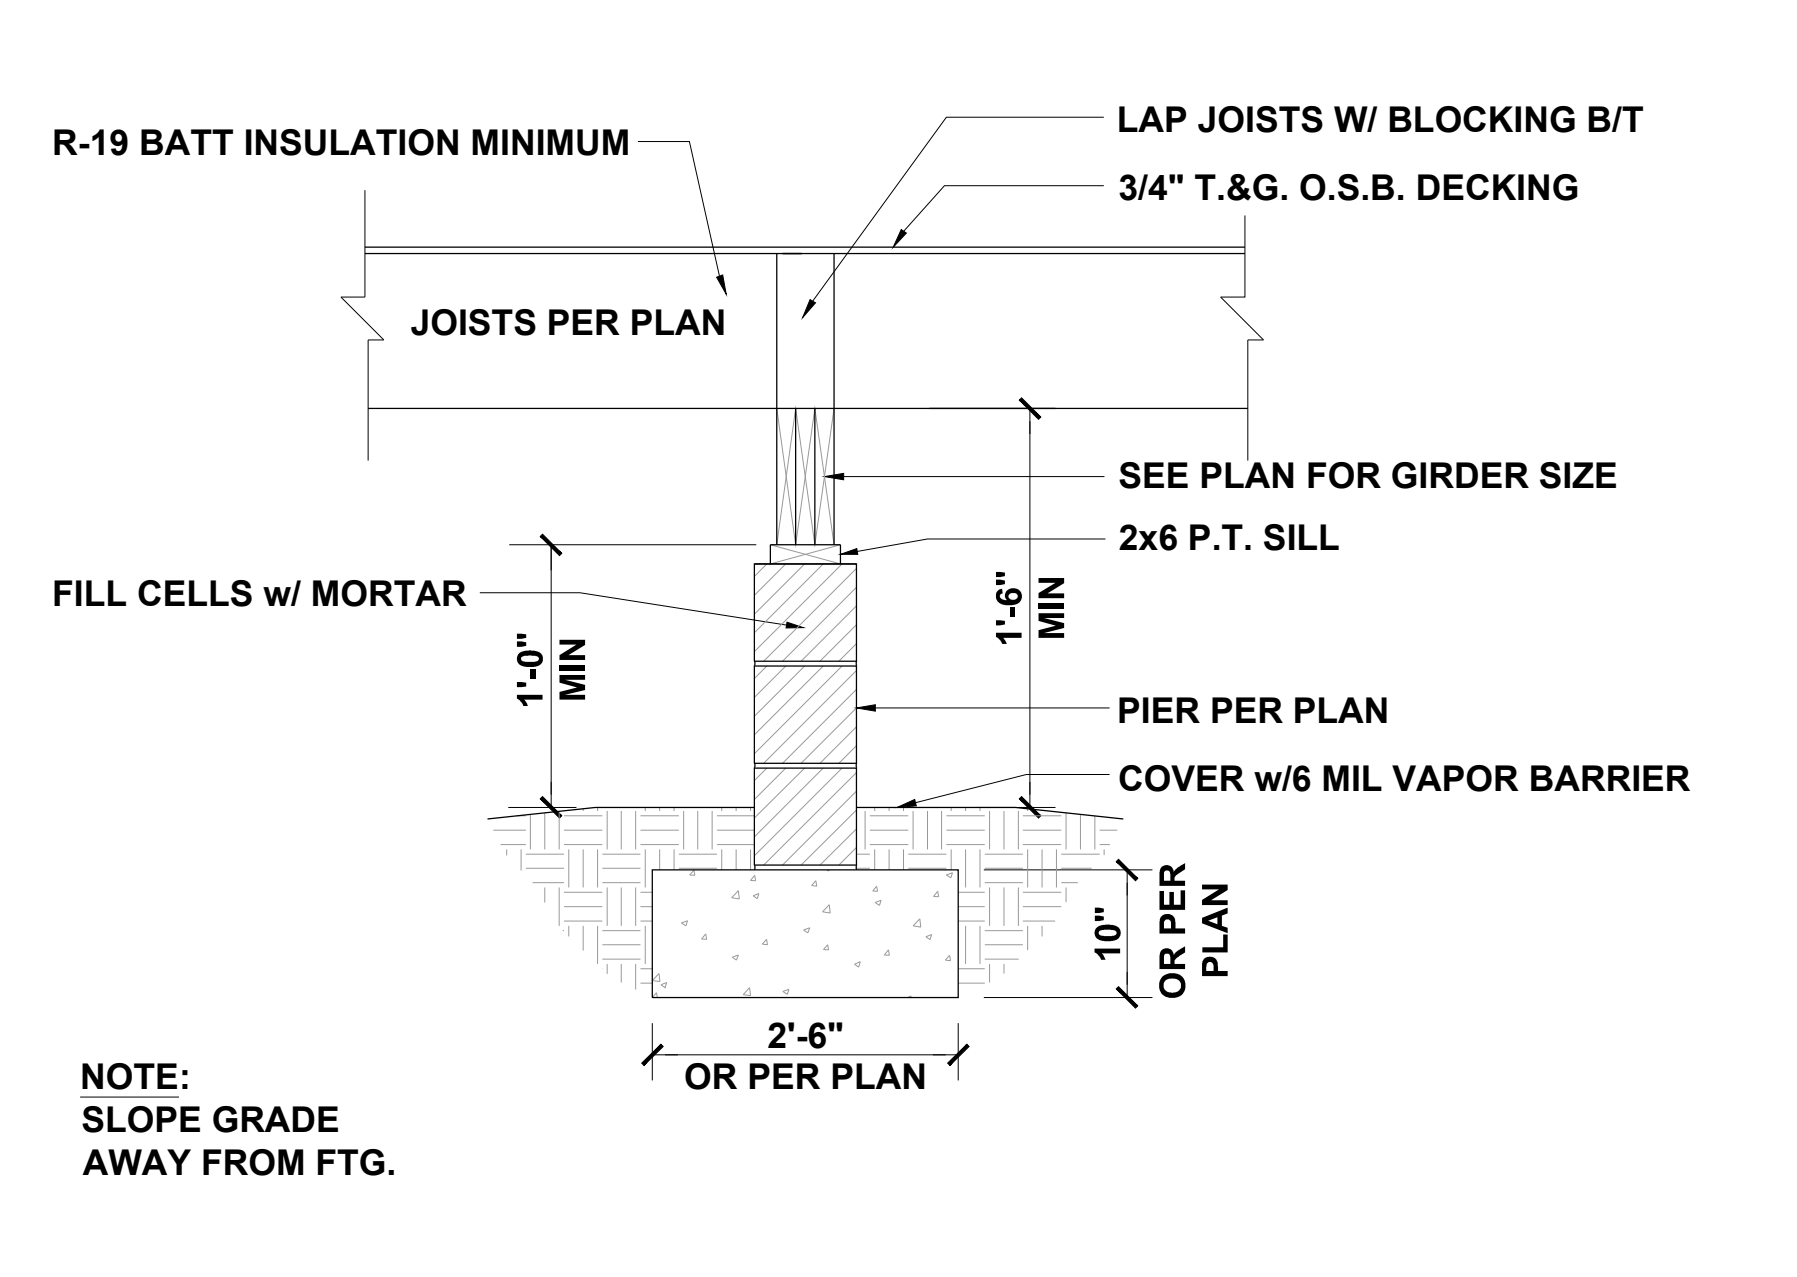 LAP JOISTS W/ BLOCKING B/T
R-19 BATT INSULATION MINIMUM
3/4" T.&G. O.S.B. DECKING
JOISTS PER PLAN
SEE PLAN FOR GIRDER SIZE
2x6 P.T. SILL
FILL CELLS w/ MORTAR
1'-0"
MIN
1'-6"
MIN
PIER PER PLAN
COVER w/6 MIL VAPOR BARRIER
10"
OR PER
PLAN
2'-6"
OR PER PLAN
NOTE:
SLOPE GRADE
AWAY FROM FTG.